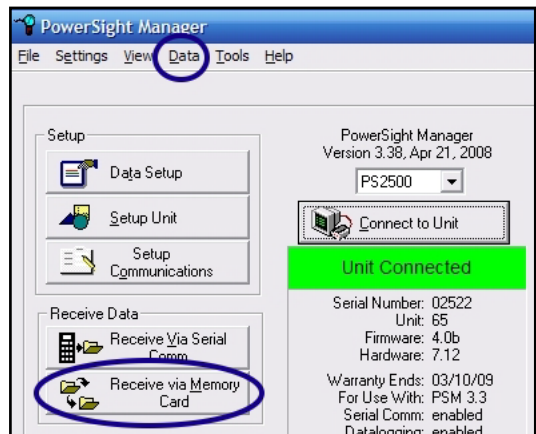 PowerSight Manager
File Settings View Data Tools Help
Setup
Data Setup
Setup Unit
Setup
Communications
Receive Data
Receive Via Serial
Comm
Receive via Memory
Card
PowerSight Manager
Version 3.38, Apr 21, 2008
PS2500
Connect to Unit
Unit Connected
Serial Number: 02522
Unit: 65
Firmware: 4.0b
Hardware: 7.12
Warranty Ends: 03/10/09
For Use With: PSM 3.3
Serial Comm: enabled
Datalogging: enabled